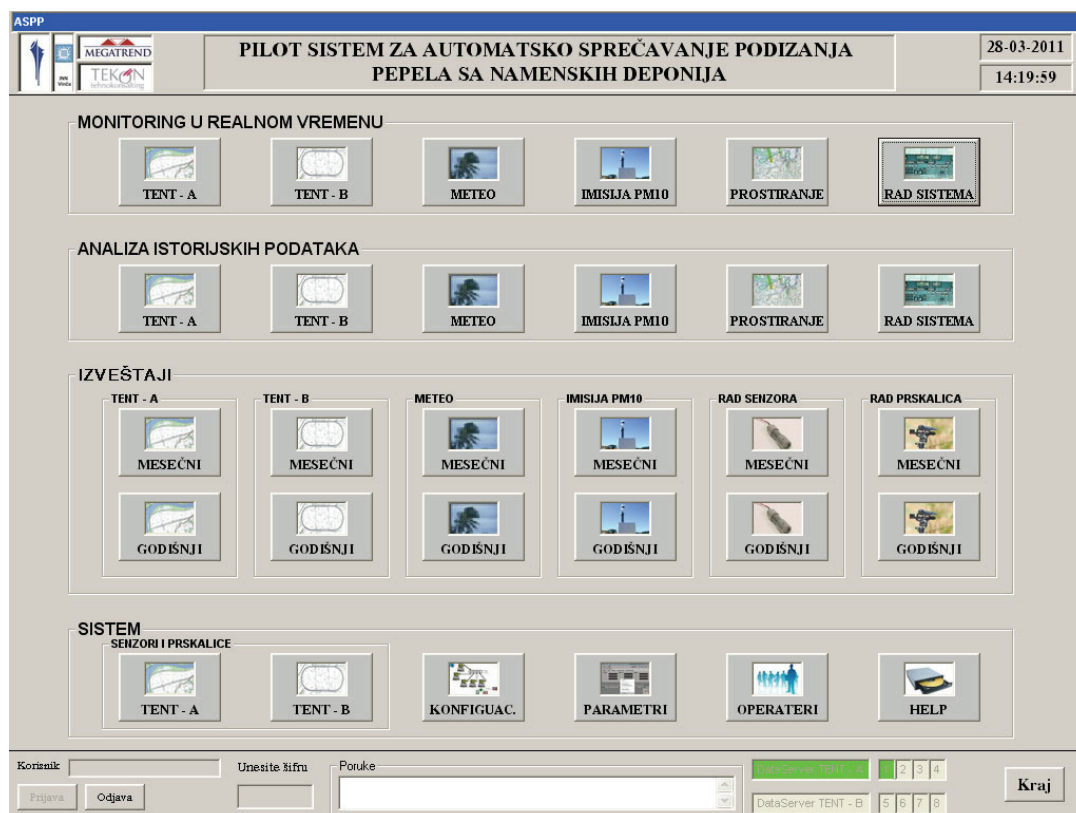 ASPP
INN
Vinča
MEGATREND
TEKON
tehnokonsalting
PILOT SISTEM ZA AUTOMATSKO SPREČAVANJE PODIZANJA
PEPELA SA NAMENSKIH DEPONIJA
28-03-2011
14:19:59
MONITORING U REALNOM VREMENU
TENT - A
TENT - B
METEO
IMISIJA PM10
PROSTIRANJE
RAD SISTEMA
ANALIZA ISTORIJSKIH PODATAKA
TENT - A
TENT - B
METEO
IMISIJA PM10
PROSTIRANJE
RAD SISTEMA
IZVEŠTAJI
TENT - A
TENT - B
METEO
IMISIJA PM10
RAD SENZORA
RAD PRSKALICA
MESEČNI
MESEČNI
MESEČNI
MESEČNI
MESEČNI
MESEČNI
GODIŠNJI
GODIŠNJI
GODIŠNJI
GODIŠNJI
GODIŠNJI
GODIŠNJI
SISTEM
SENZORI I PRSKALICE
TENT - A
TENT - B
KONFIGUAC.
PARAMETRI
OPERATERI
HELP
Korisnik
Unesite šifru
Poruke
Prijava
Odjava
DataServer TENT - A
1 2 3 4
DataServer TENT - B
5 6 7 8
Kraj